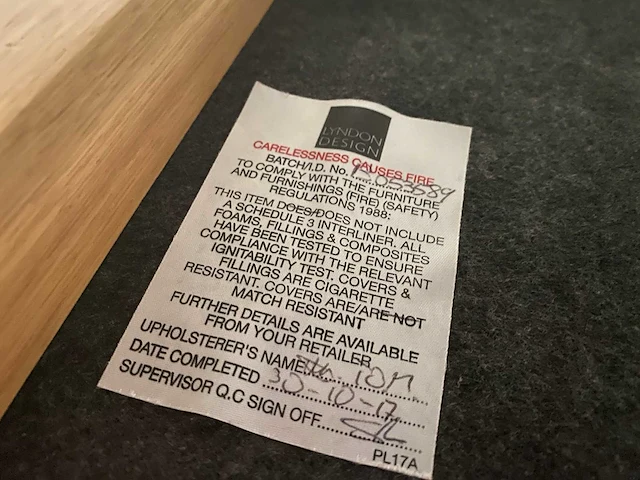 LYNDON
DESIGN
CARELESSNESS CAUSES FIRE
BATCH/I.D. No.
TO COMPLY WITH THE FURNITURE
AND FURNISHINGS (FIRE) (SAFETY)
REGULATIONS 1988:
THIS ITEM DOES/DOES NOT INCLUDE
A SCHEDULE 3 INTERLINER. ALL
FOAMS, FILLINGS & COMPOSITES
HAVE BEEN TESTED TO ENSURE
COMPLIANCE WITH THE RELEVANT
IGNITABILITY TEST. COVERS &
FILLINGS ARE CIGARETTE
RESISTANT. COVERS ARE/ARE NOT
MATCH RESISTANT
FURTHER DETAILS ARE AVAILABLE
FROM YOUR RETAILER
UPHOLSTERER'S NAME
DATE COMPLETED 30-10-17
SUPERVISOR Q.C SIGN OFF
PL17A